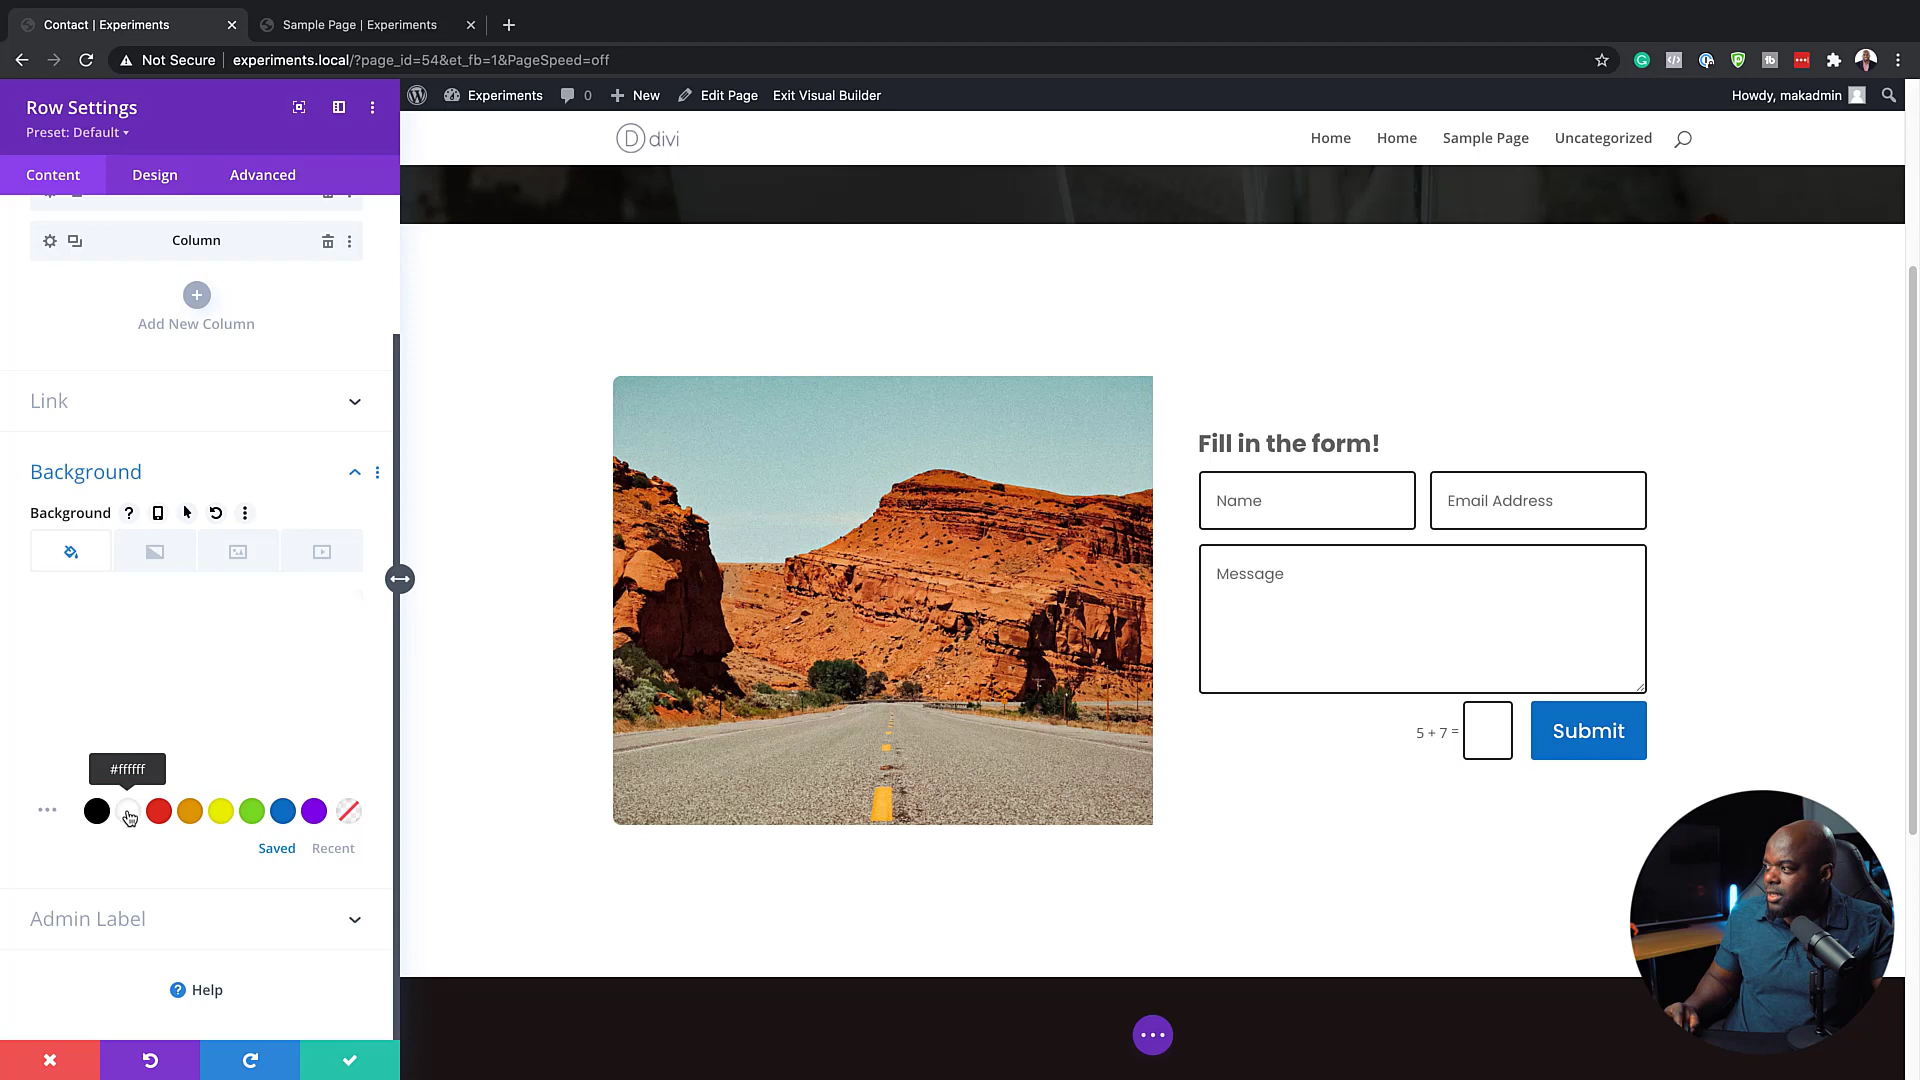 Contact | Experiments
Sample Page | Experiments
Not Secure
experiments.local/?page_id=54&et_fb=1&PageSpeed=off
Row Settings
Preset: Default
Content
Design
Advanced
Column
Add New Column
Link
Background
Background
#ffffff
Saved
Recent
Admin Label
Help
Experiments
0
New
Edit Page
Exit Visual Builder
Howdy, makadmin
D divi
Home
Home
Sample Page
Uncategorized
Fill in the form!
Name
Email Address
Message
5 + 7 =
Submit